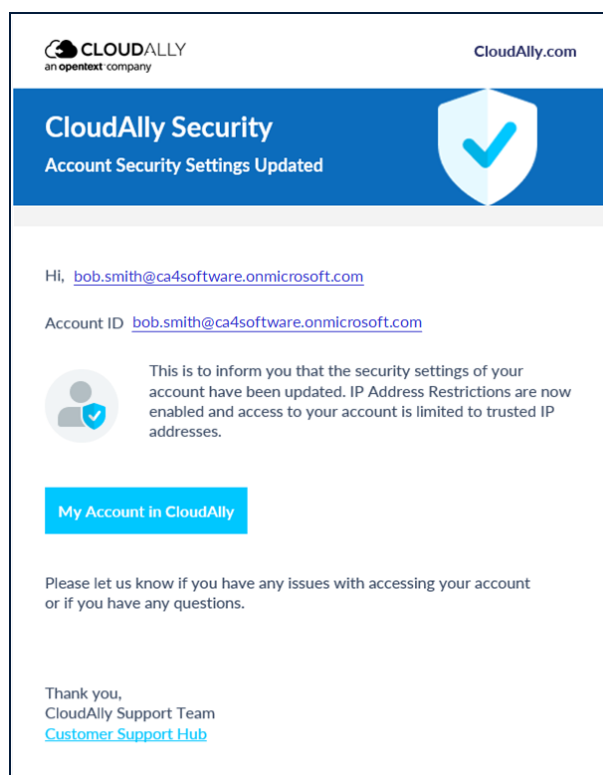 CLOUDALLY
an opentext company
CloudAlly.com
CloudAlly Security
Account Security Settings Updated
Hi, bob.smith@ca4software.onmicrosoft.com
Account ID bob.smith@ca4software.onmicrosoft.com
This is to inform you that the security settings of your
account have been updated. IP Address Restrictions are now
enabled and access to your account is limited to trusted IP
addresses.
My Account in CloudAlly
Please let us know if you have any issues with accessing your account
or if you have any questions.
Thank you,
CloudAlly Support Team
Customer Support Hub